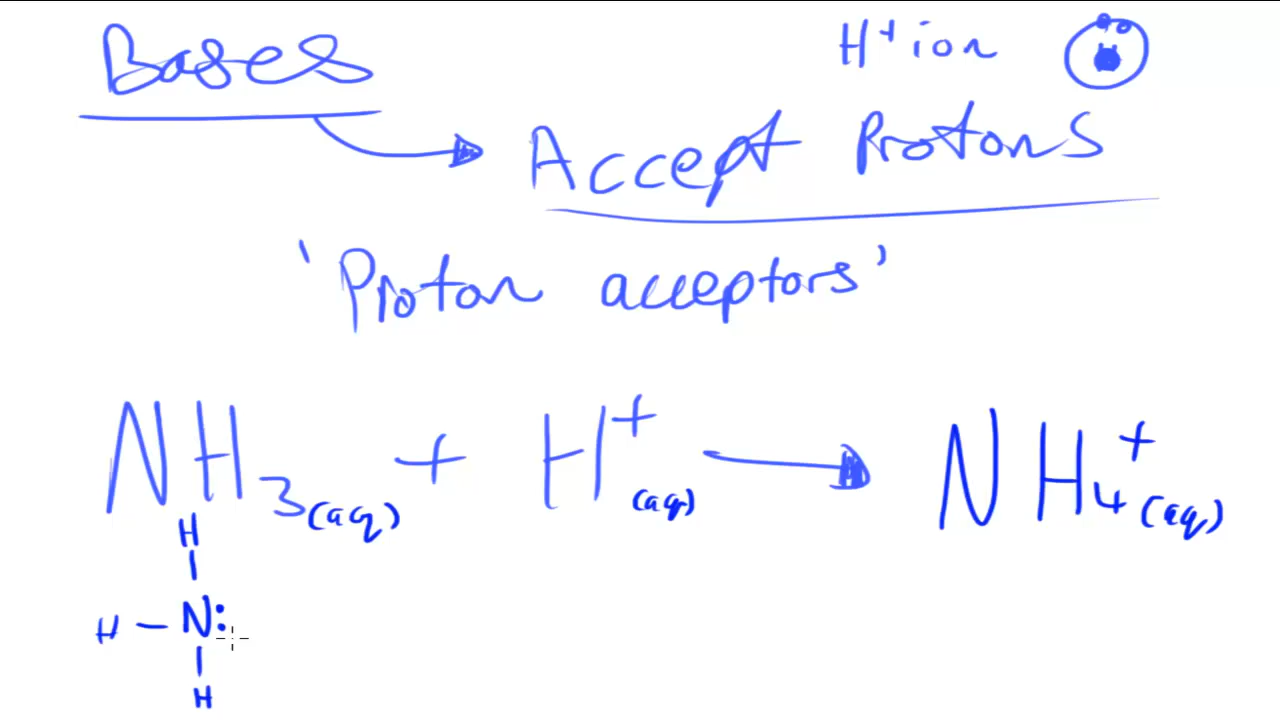 Bases
H⁺ ion
Accept Protons
'Proton acceptors'
NH₃(aq) + H⁺(aq) → NH₄⁺(aq)
H
|
H – N:
|
H